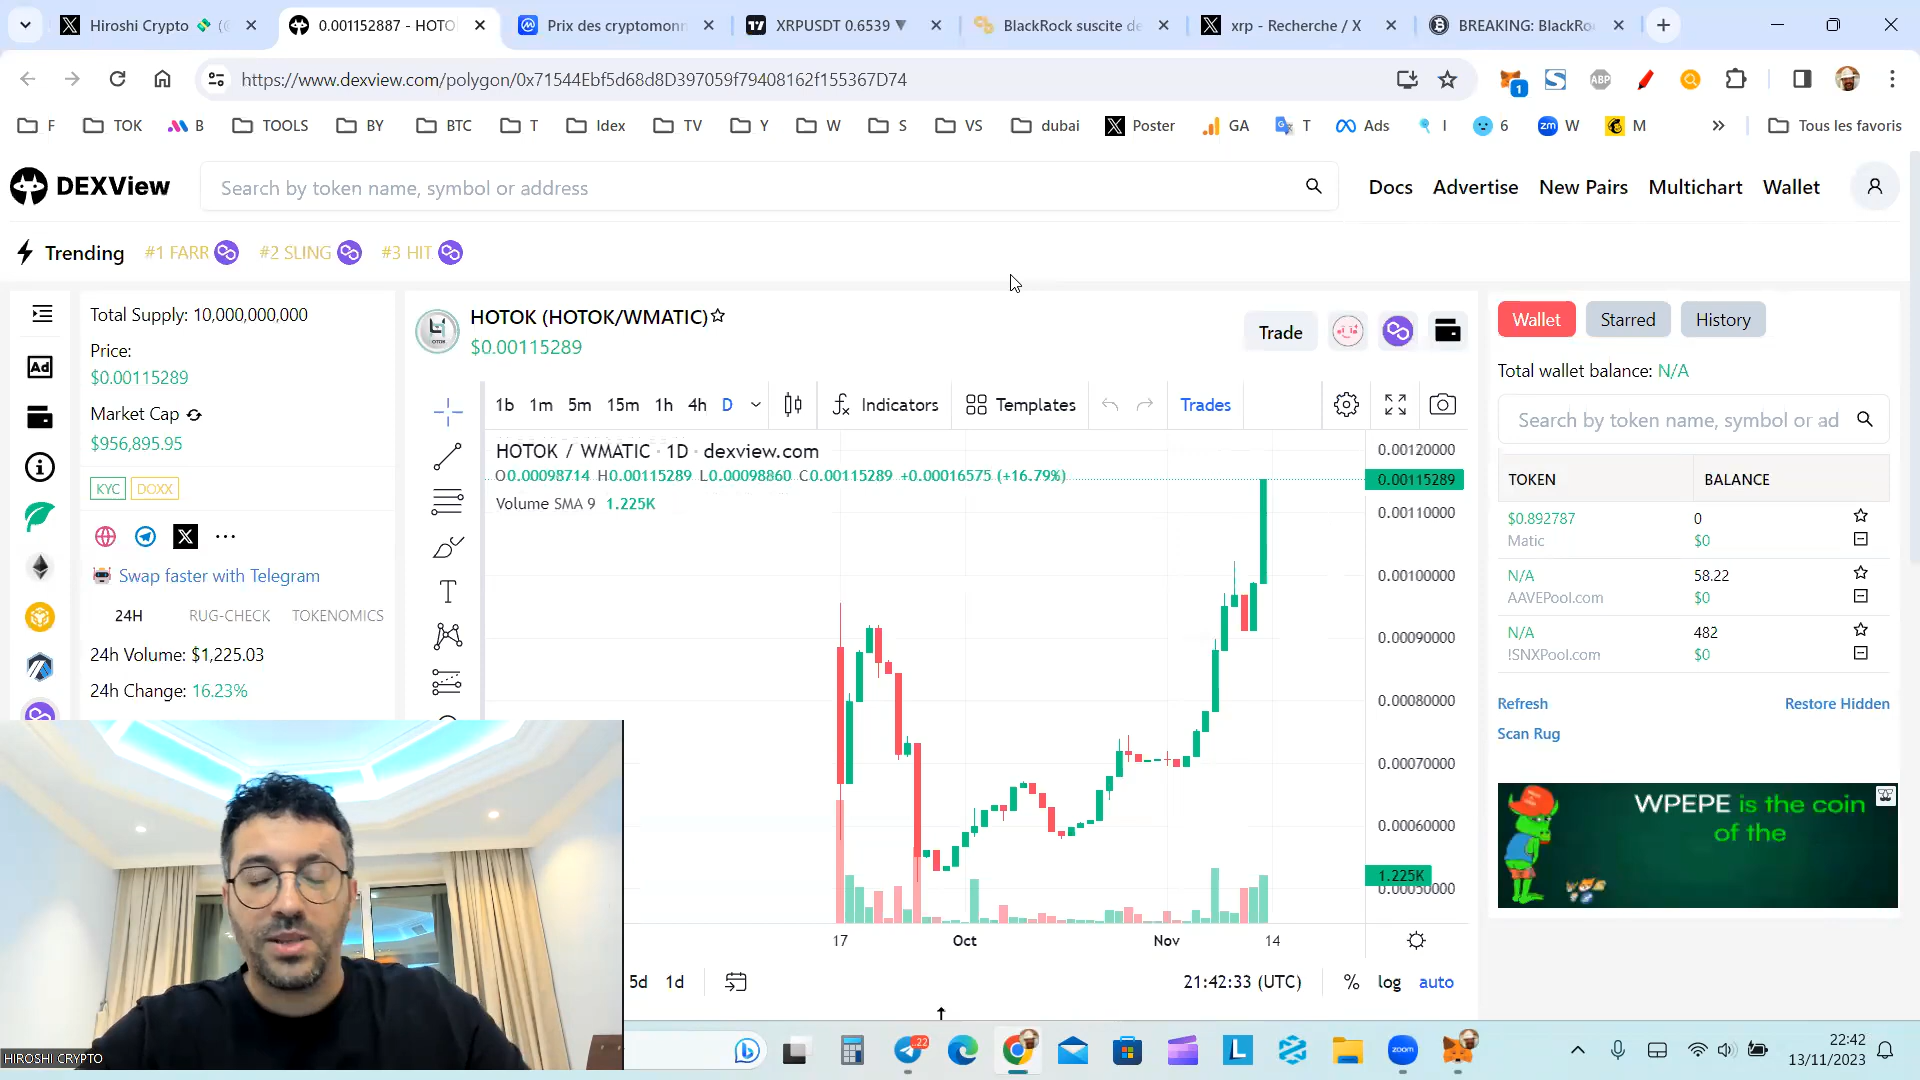 Hiroshi Crypto
0.001152887 - HOTO
Prix des cryptomonn
XRPUSDT 0.6539 ▼
BlackRock suscite de
xrp - Recherche / X
BREAKING: BlackRo
https://www.dexview.com/polygon/0x71544Ebf5d68d8D397059f79408162f155367D74
1
ABP
F
TOK
B
TOOLS
BY
BTC
T
Idex
TV
Y
W
S
VS
dubai
Poster
GA
T
Ads
I
6
zm W
M
»
Tous les favoris
DEXView
Search by token name, symbol or address
Docs
Advertise
New Pairs
Multichart
Wallet
Trending
#1 FARR
#2 SLING
#3 HIT
Total Supply: 10,000,000,000
Price:
$0.00115289
Market Cap
$956,895.95
KYC
DOXX
Ad
Swap faster with Telegram
24H
RUG-CHECK
TOKENOMICS
24h Volume: $1,225.03
24h Change: 16.23%
HOTOK (HOTOK/WMATIC)
$0.00115289
Trade
1b 1m 5m 15m 1h 4h D
Indicators
Templates
Trades
HOTOK / WMATIC · 1D · dexview.com
O0.00098714 H0.00115289 L0.00098860 C0.00115289 +0.00016575 (+16.79%)
Volume SMA 9 1.225K
0.00120000
0.00115289
0.00110000
0.00100000
0.00090000
0.00080000
0.00070000
0.00060000
1.225K
0.00050000
17
Oct
Nov
14
5d 1d
21:42:33 (UTC)
% log auto
Wallet
Starred
History
Total wallet balance: N/A
Search by token name, symbol or ad
TOKEN
BALANCE
$0.892787
0
Matic
$0
N/A
58.22
AAVEPool.com
$0
N/A
482
!SNXPool.com
$0
Refresh
Restore Hidden
Scan Rug
WPEPE is the coin
of the
HIROSHI CRYPTO
22
L
zoom
22:42
13/11/2023